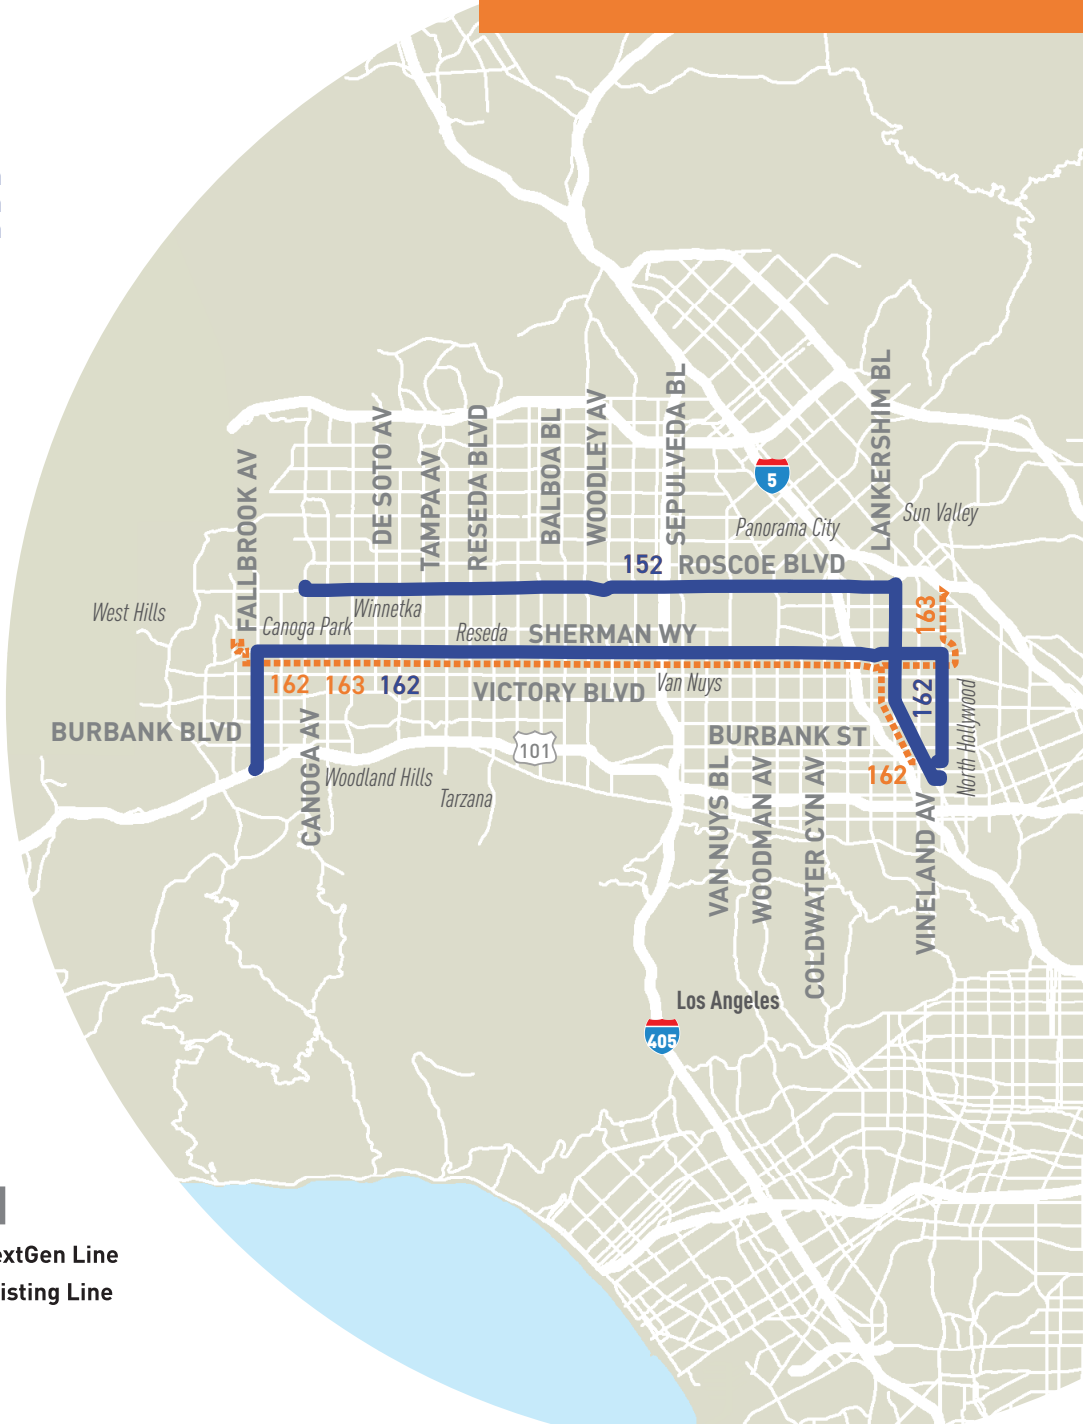 FALLBROOK AV
DE SOTO AV
TAMPA AV
RESEDA BLVD
BALBOA BL
WOODLEY AV
SEPULVEDA BL
LANKERSHIM BL
5
Sun Valley
Panorama City
152 ROSCOE BLVD
West Hills
Winnetka
Canoga Park
Reseda
SHERMAN WY
163
162 163 162
VICTORY BLVD
Van Nuys
162
North Hollywood
BURBANK BLVD
101
BURBANK ST
CANOGA AV
Woodland Hills
Tarzana
162
VAN NUYS BL
WOODMAN AV
COLDWATER CYN AV
VINELAND AV
Los Angeles
405
extGen Line
isting Line